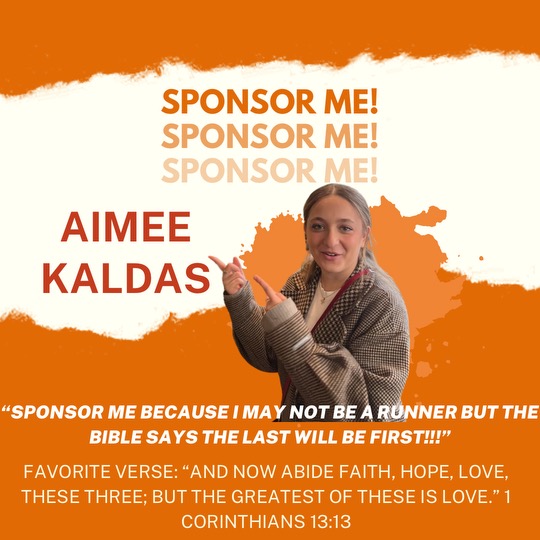 SPONSOR ME!
SPONSOR ME!
SPONSOR ME!
AIMEE
KALDAS
“SPONSOR ME BECAUSE I MAY NOT BE A RUNNER BUT THE
BIBLE SAYS THE LAST WILL BE FIRST!!!”
FAVORITE VERSE: “AND NOW ABIDE FAITH, HOPE, LOVE,
THESE THREE; BUT THE GREATEST OF THESE IS LOVE.” 1
CORINTHIANS 13:13